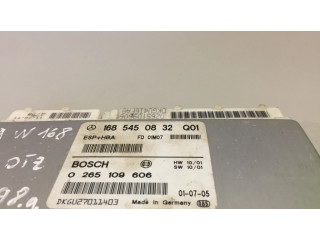 168 545 08 32 Q01
ESP+HBA FD 01M07
BOSCH HW 10/01
SW 10/01
0 265 109 606
01-07-05
DKGU27011403 Made in Germany
W 168
98.a